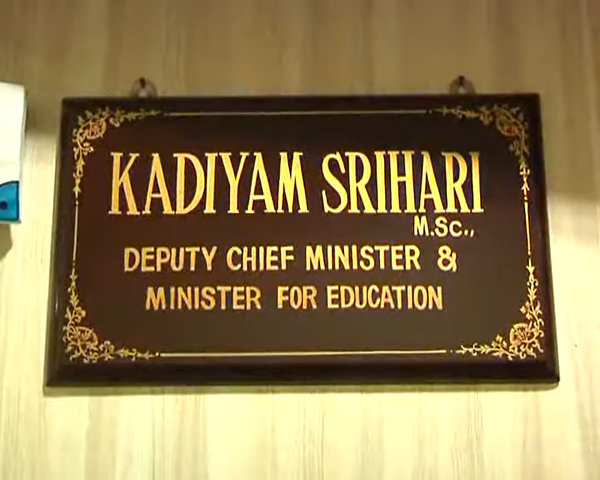 KADIYAM SRIHARI
M.Sc.,
DEPUTY CHIEF MINISTER &
MINISTER FOR EDUCATION